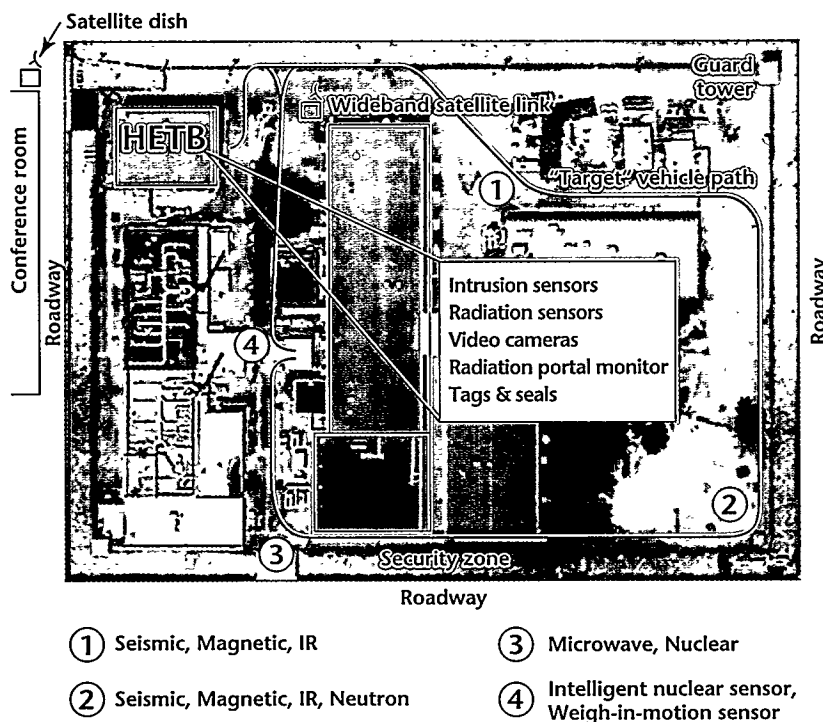 Satellite dish
Conference room
Roadway
HETB
Wideband satellite link
Guard
tower
"Target" vehicle path
1
Intrusion sensors
Radiation sensors
Video cameras
Radiation portal monitor
Tags & seals
Roadway
4
2
3
Security zone
Roadway
1 Seismic, Magnetic, IR
2 Seismic, Magnetic, IR, Neutron
3 Microwave, Nuclear
4 Intelligent nuclear sensor,
Weigh-in-motion sensor